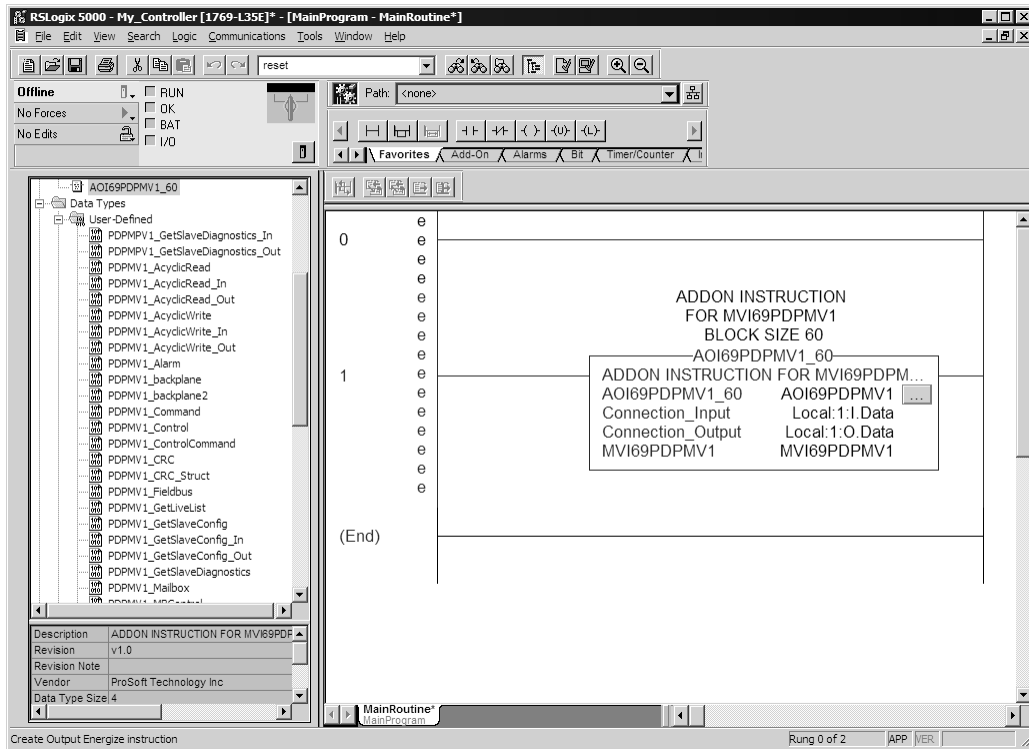 RSLogix 5000 - My_Controller [1769-L35E]* - [MainProgram - MainRoutine*]
File Edit View Search Logic Communications Tools Window Help
reset
Offline
RUN
No Forces
OK
No Edits
BAT
I/O
Path: <none>
Favorites Add-On Alarms Bit Timer/Counter
AOI69PDPMV1_60
Data Types
User-Defined
PDPMPV1_GetSlaveDiagnostics_In
PDPMPV1_GetSlaveDiagnostics_Out
PDPMV1_AcyclicRead
PDPMV1_AcyclicRead_In
PDPMV1_AcyclicRead_Out
PDPMV1_AcyclicWrite
PDPMV1_AcyclicWrite_In
PDPMV1_AcyclicWrite_Out
PDPMV1_Alarm
PDPMV1_backplane
PDPMV1_backplane2
PDPMV1_Command
PDPMV1_Control
PDPMV1_ControlCommand
PDPMV1_CRC
PDPMV1_CRC_Struct
PDPMV1_Fieldbus
PDPMV1_GetLiveList
PDPMV1_GetSlaveConfig
PDPMV1_GetSlaveConfig_In
PDPMV1_GetSlaveConfig_Out
PDPMV1_GetSlaveDiagnostics
PDPMV1_Mailbox
Description ADDON INSTRUCTION FOR MVI69PDP
Revision v1.0
Revision Note
Vendor ProSoft Technology Inc
Data Type Size 4
e
0 e
e
e
e
e
e
e
1 e
e
e
e
e
e
e
ADDON INSTRUCTION
FOR MVI69PDPMV1
BLOCK SIZE 60
AOI69PDPMV1_60
ADDON INSTRUCTION FOR MVI69PDPM...
AOI69PDPMV1_60 AOI69PDPMV1 ...
Connection_Input Local:1:I.Data
Connection_Output Local:1:O.Data
MVI69PDPMV1 MVI69PDPMV1
(End)
MainRoutine*
MainProgram
Create Output Energize instruction
Rung 0 of 2
APP VER